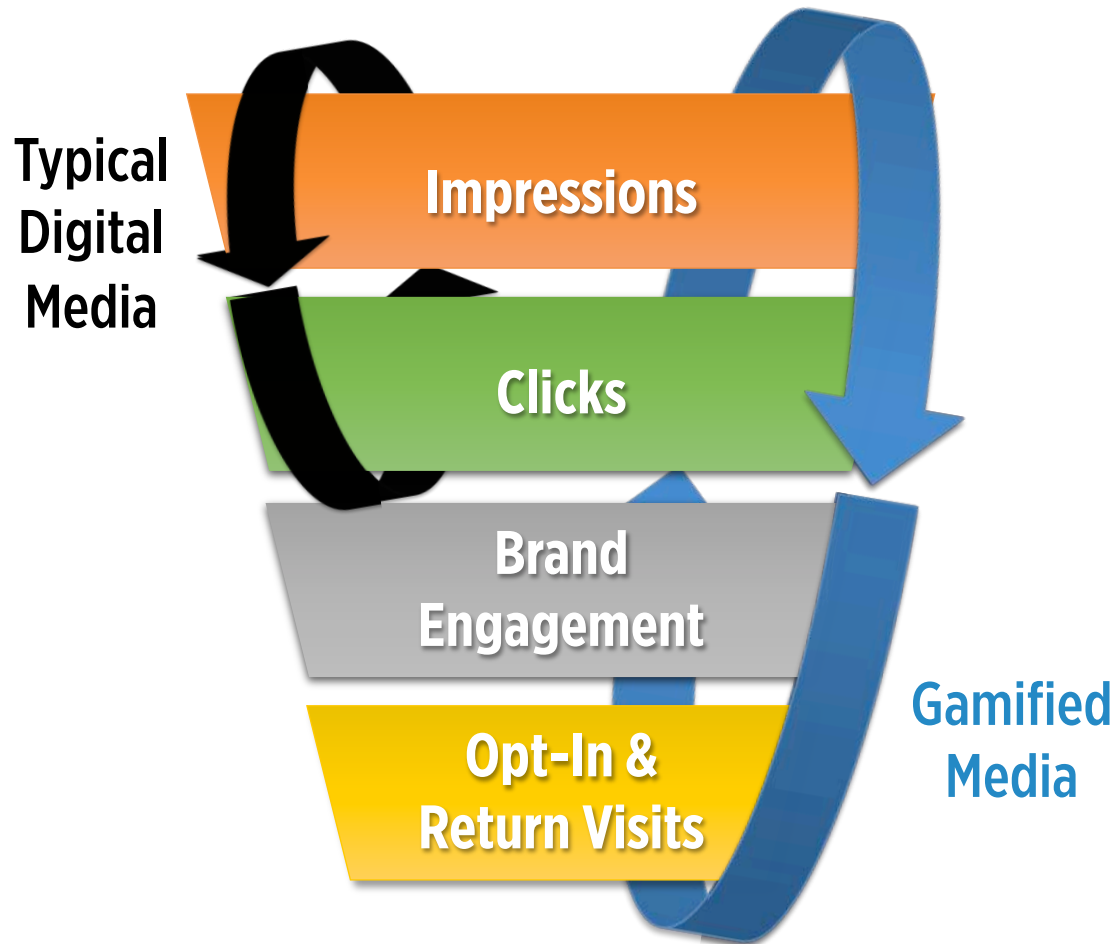 Typical
Digital
Media
Impressions
Clicks
Brand
Engagement
Opt-In &
Return Visits
Gamified
Media